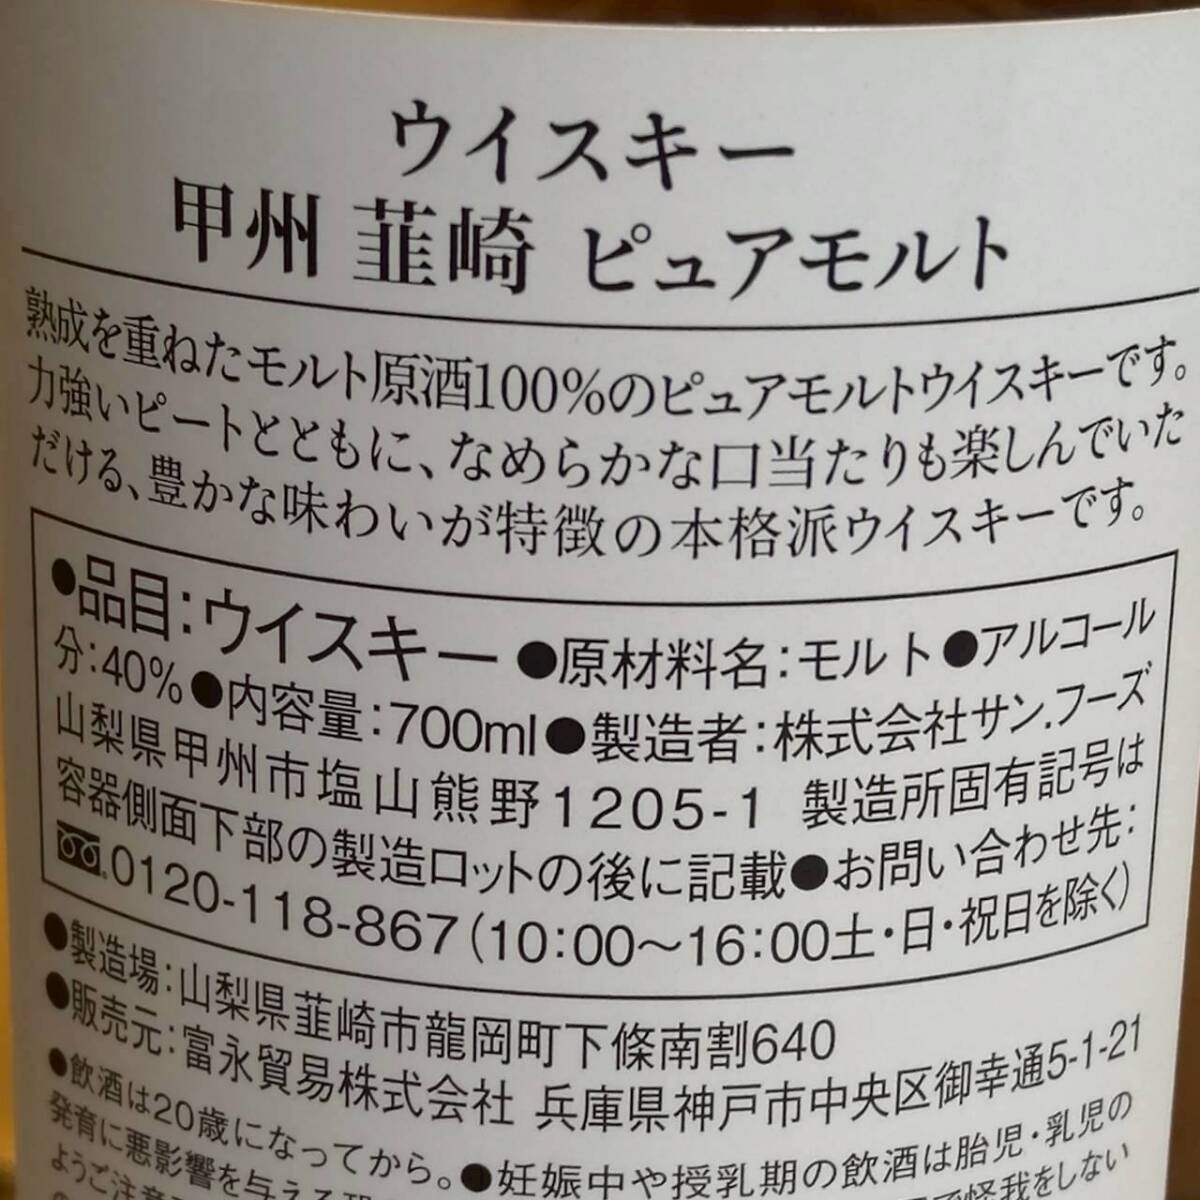 ウイスキー
甲州 韮崎 ピュアモルト
熟成を重ねたモルト原酒100%のピュアモルトウイスキーです。
力強いピートとともに、なめらかな口当たりも楽しんでいた
だける、豊かな味わいが特徴の本格派ウイスキーです。
●品目:ウイスキー ●原材料名:モルト●アルコール
分:40%●内容量:700ml●製造者:株式会社サン.フーズ
山梨県甲州市塩山熊野1205-1 製造所固有記号は
容器側面下部の製造ロットの後に記載●お問い合わせ先:
0120-118-867(10:00〜16:00土・日・祝日を除く)
●製造場:山梨県韮崎市龍岡町下條南割640
●販売元:富永貿易株式会社 兵庫県神戸市中央区御幸通5-1-21
●飲酒は20歳になってから。●妊娠中や授乳期の飲酒は胎児・乳児の
発育に悪影響を与える
ようご注意 で怪我をしない